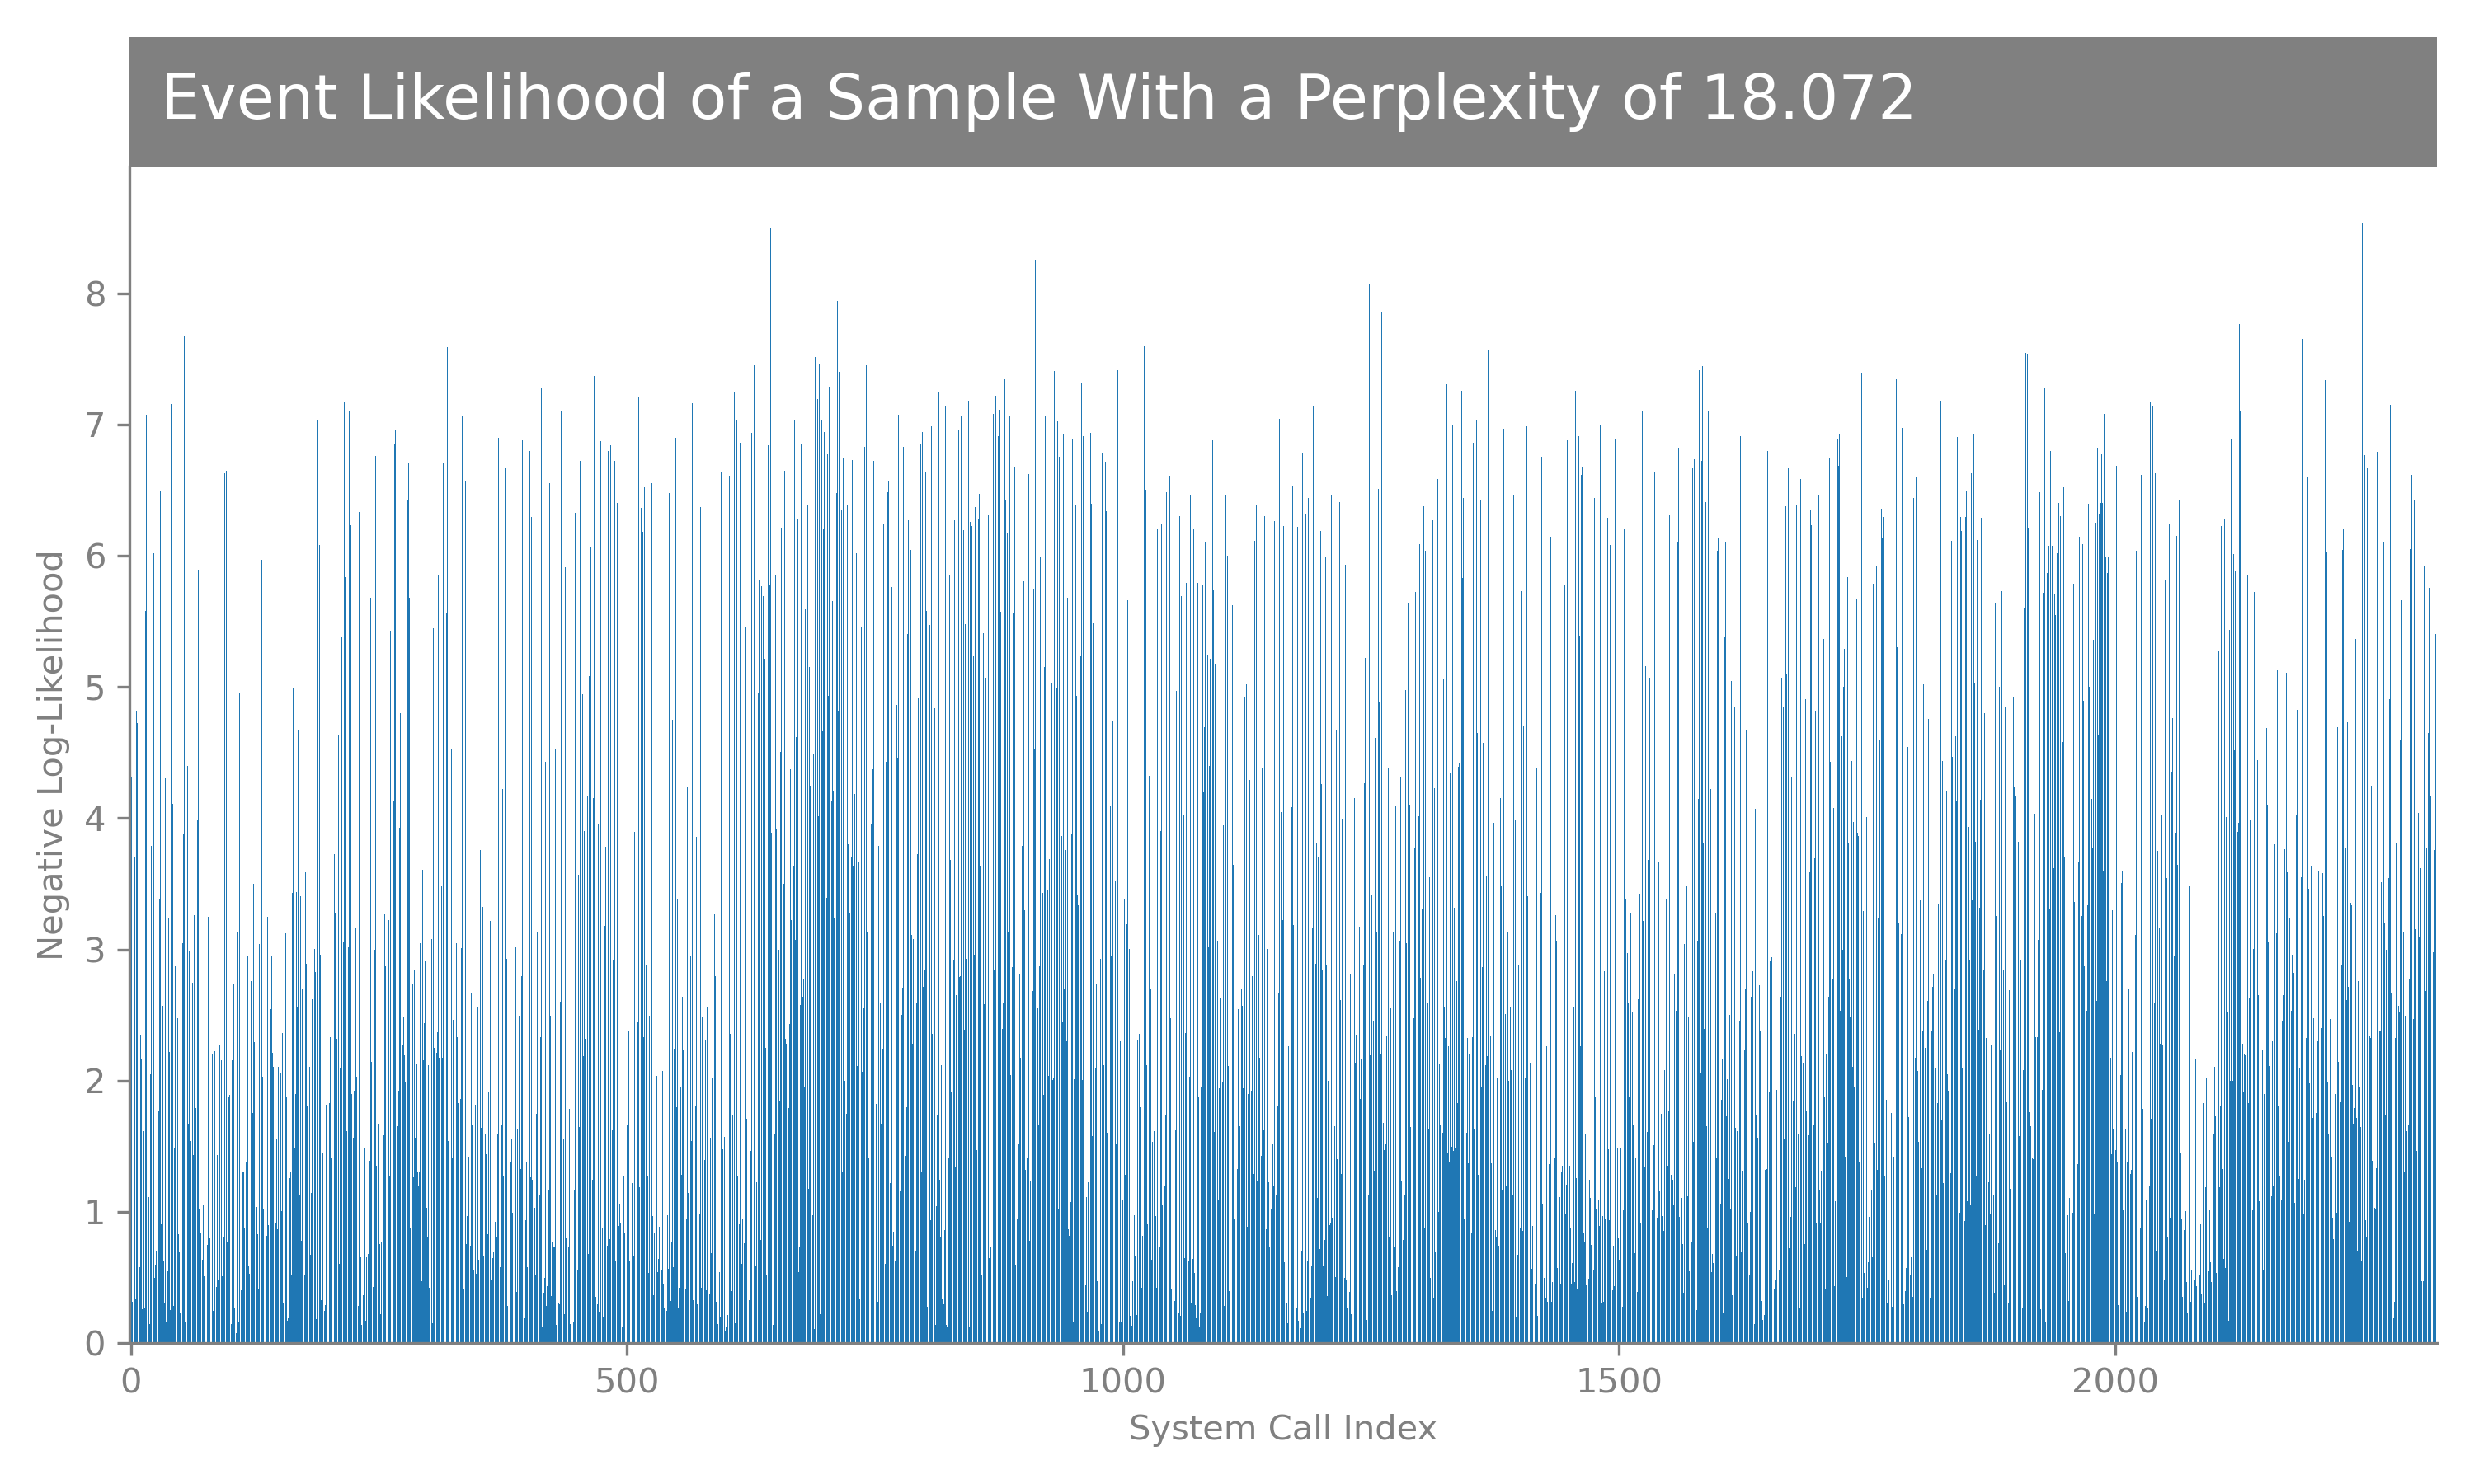 Event Likelihood of a Sample With a Perplexity of 18.072
8
7
6
5
4
3
2
1
0
Negative Log-Likelihood
0 500 1000 1500 2000
System Call Index